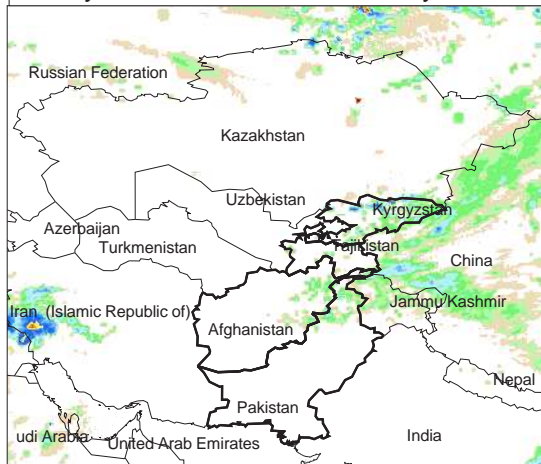 Russian Federation
Kazakhstan
Uzbekistan
Kyrgyzstan
Azerbaijan
Turkmenistan
Tajikistan
China
Iran (Islamic Republic of)
Jammu Kashmir
Afghanistan
Nepal
Pakistan
udi Arabia
United Arab Emirates
India